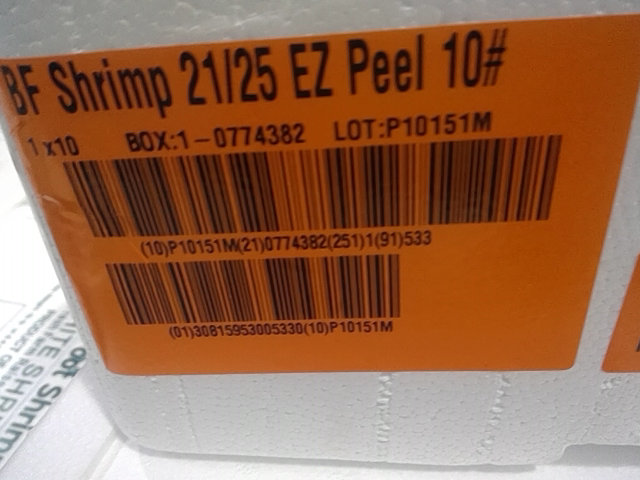 BF Shrimp 21/25 EZ Peel 10#
1 x10 BOX:1-0774382 LOT:P10151M
(10)P10151M(21)0774382(251)1(91)533
(01)30815953005330(10)P10151M